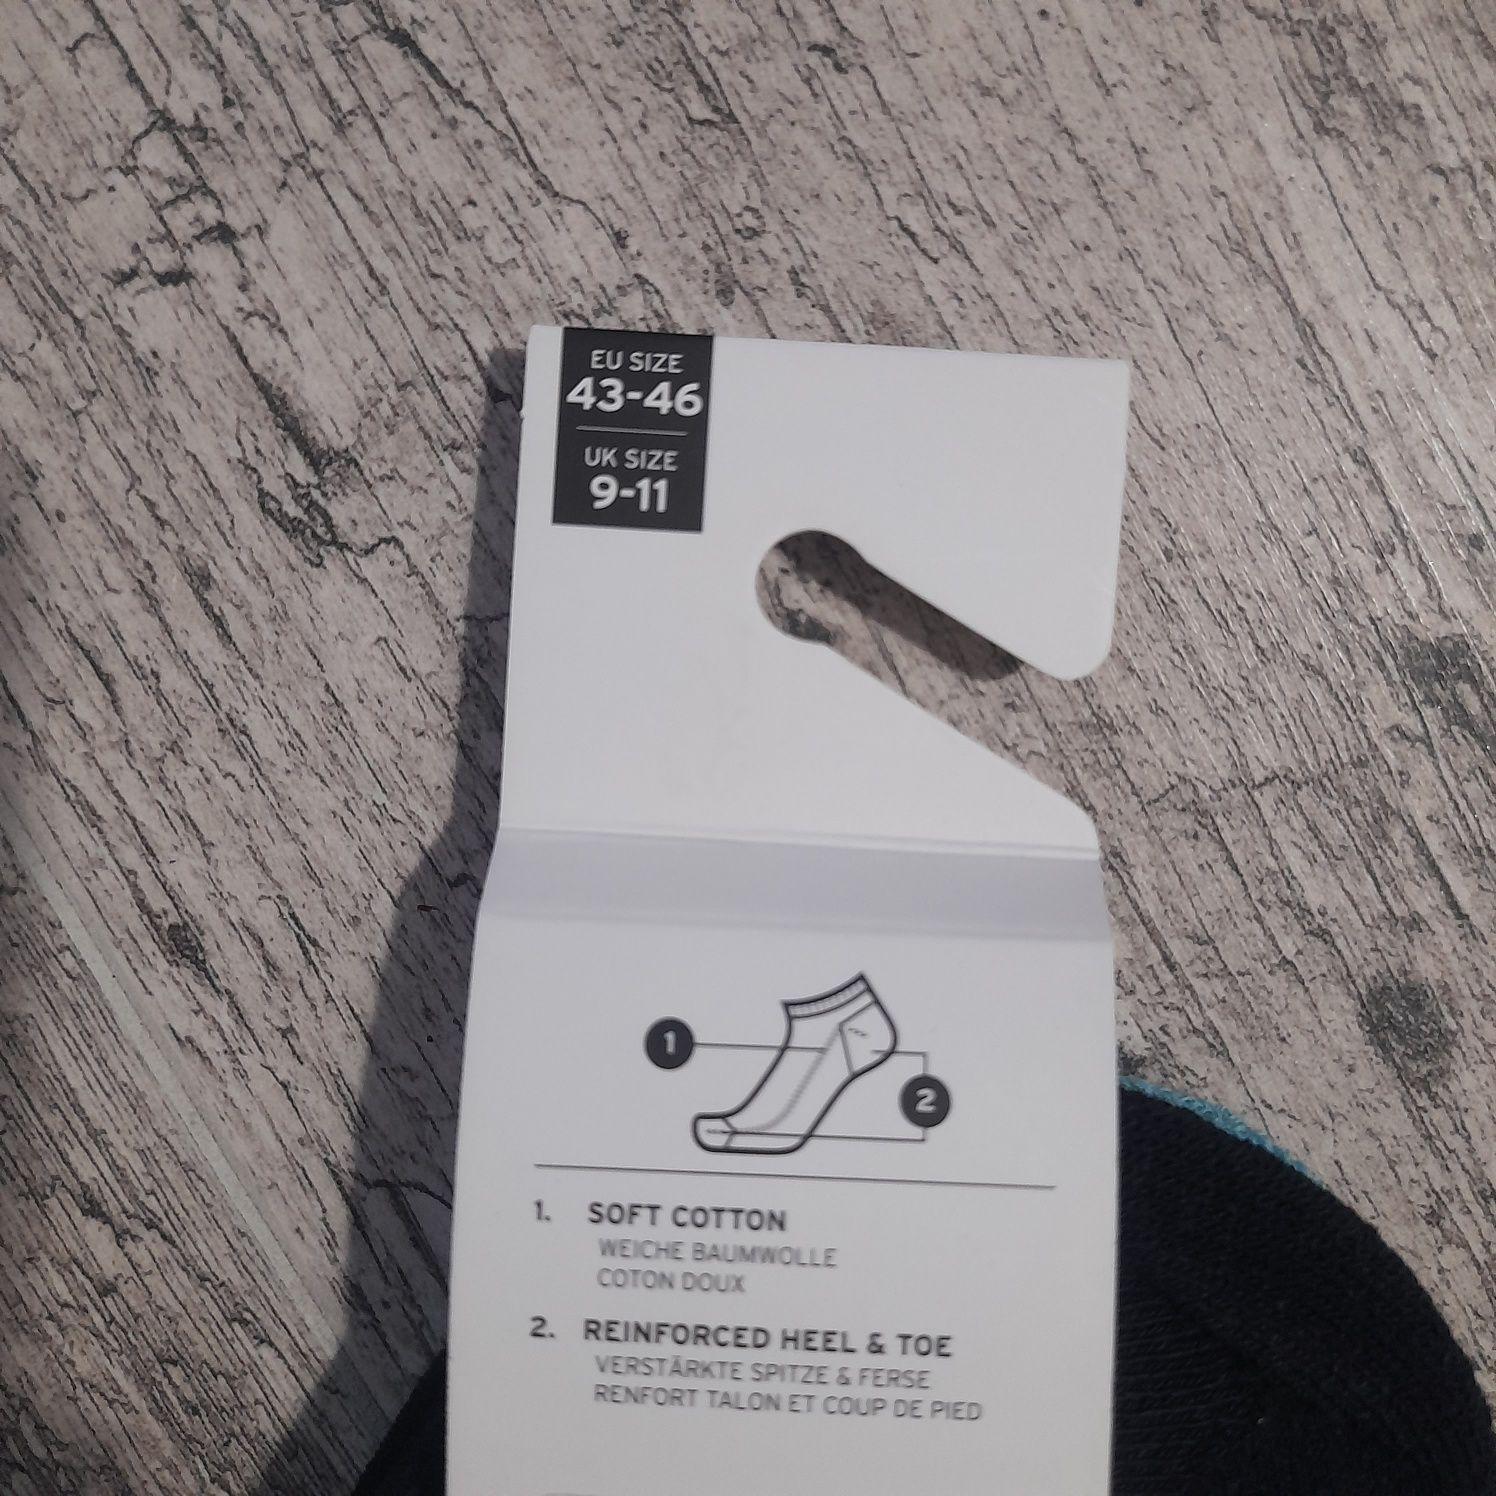 EU SIZE
43-46
UK SIZE
9-11
1
2
1. SOFT COTTON
WEICHE BAUMWOLLE
COTON DOUX
2. REINFORCED HEEL & TOE
VERSTÄRKTE SPITZE & FERSE
RENFORT TALON ET COUP DE PIED